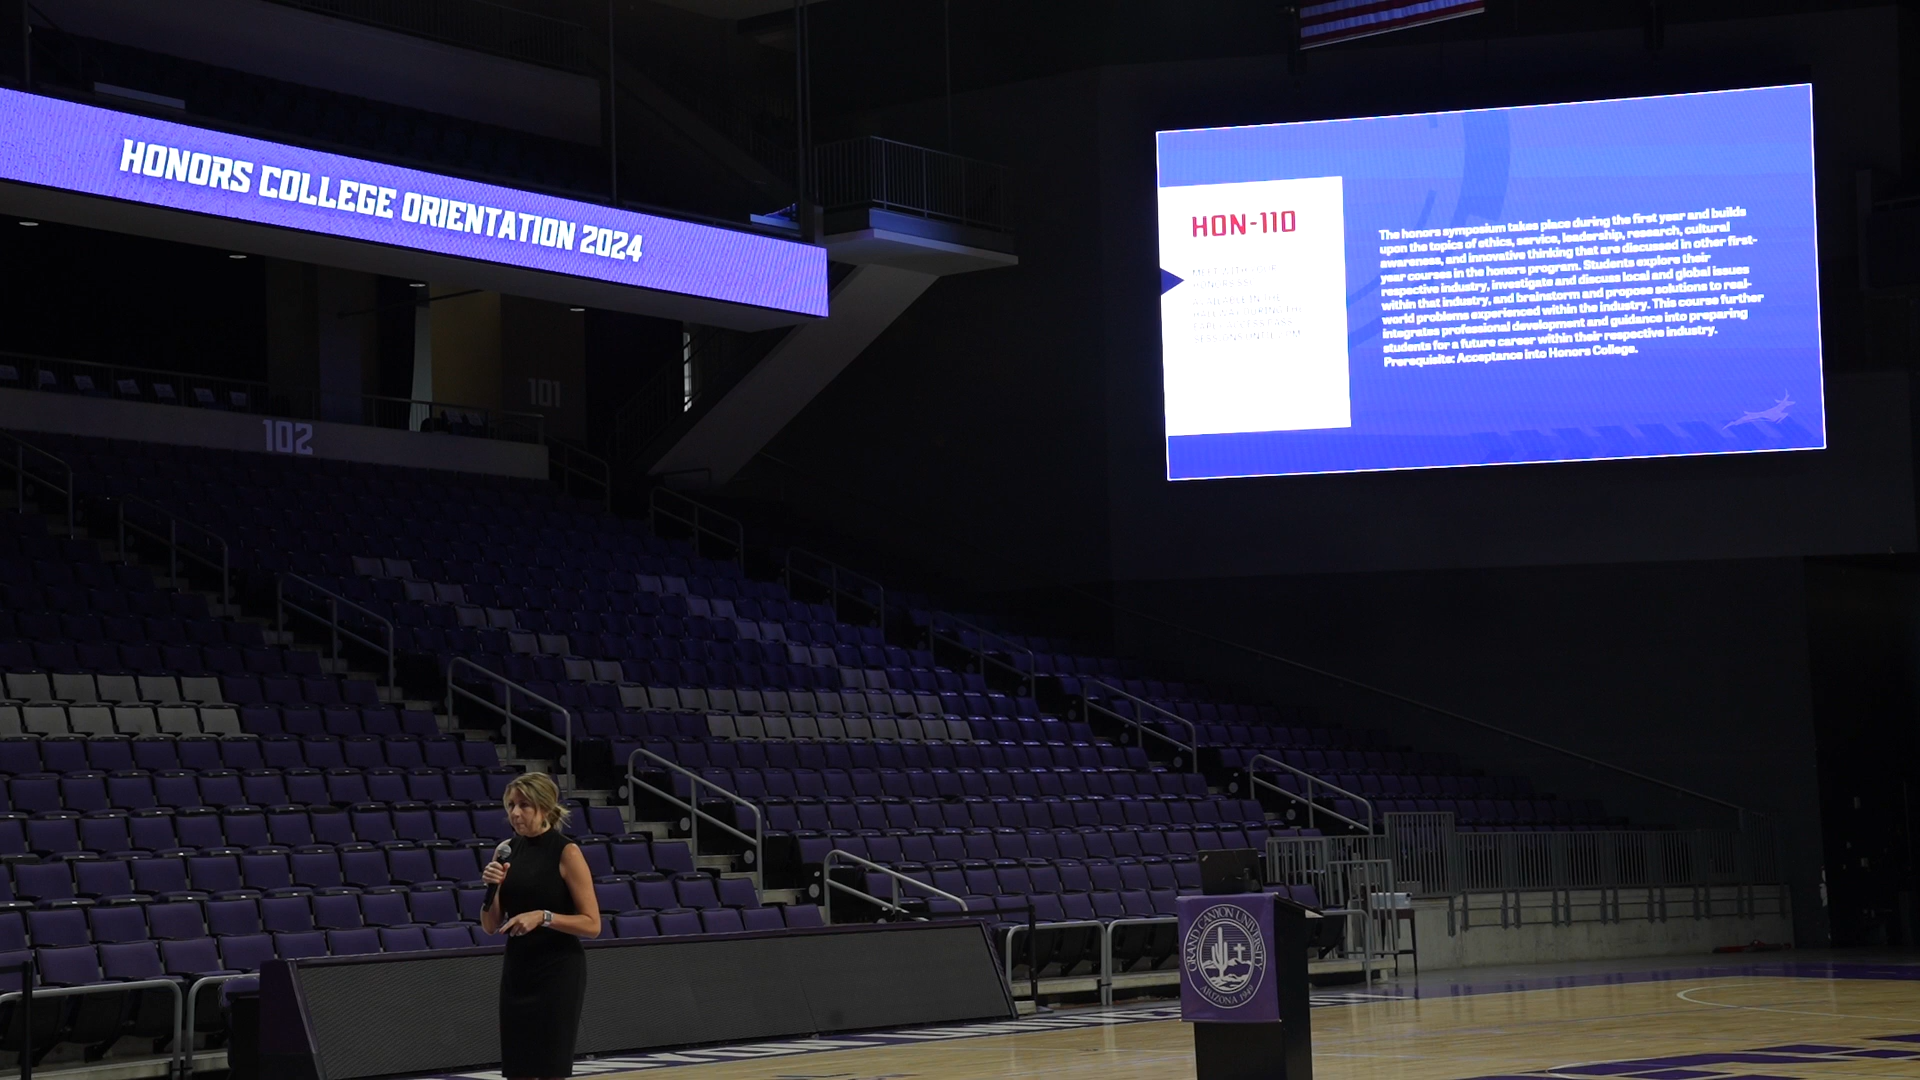 HONORS COLLEGE ORIENTATION 2024
HON-110
The honors symposium takes place during the first year and builds
upon the topics of ethics, service, leadership, research, cultural
awareness, and innovative thinking that are discussed in other first-
year courses in the honors program. Students explore their
respective industry, investigate and discuss local and global issues
within that industry, and brainstorm and propose solutions to real-
world problems experienced within the industry. This course further
integrates professional development and guidance into preparing
students for a future career within their respective industry.
Prerequisite: Acceptance into Honors College.
101
102
GRAND CANYON UNIVERSITY
ARIZONA 1949